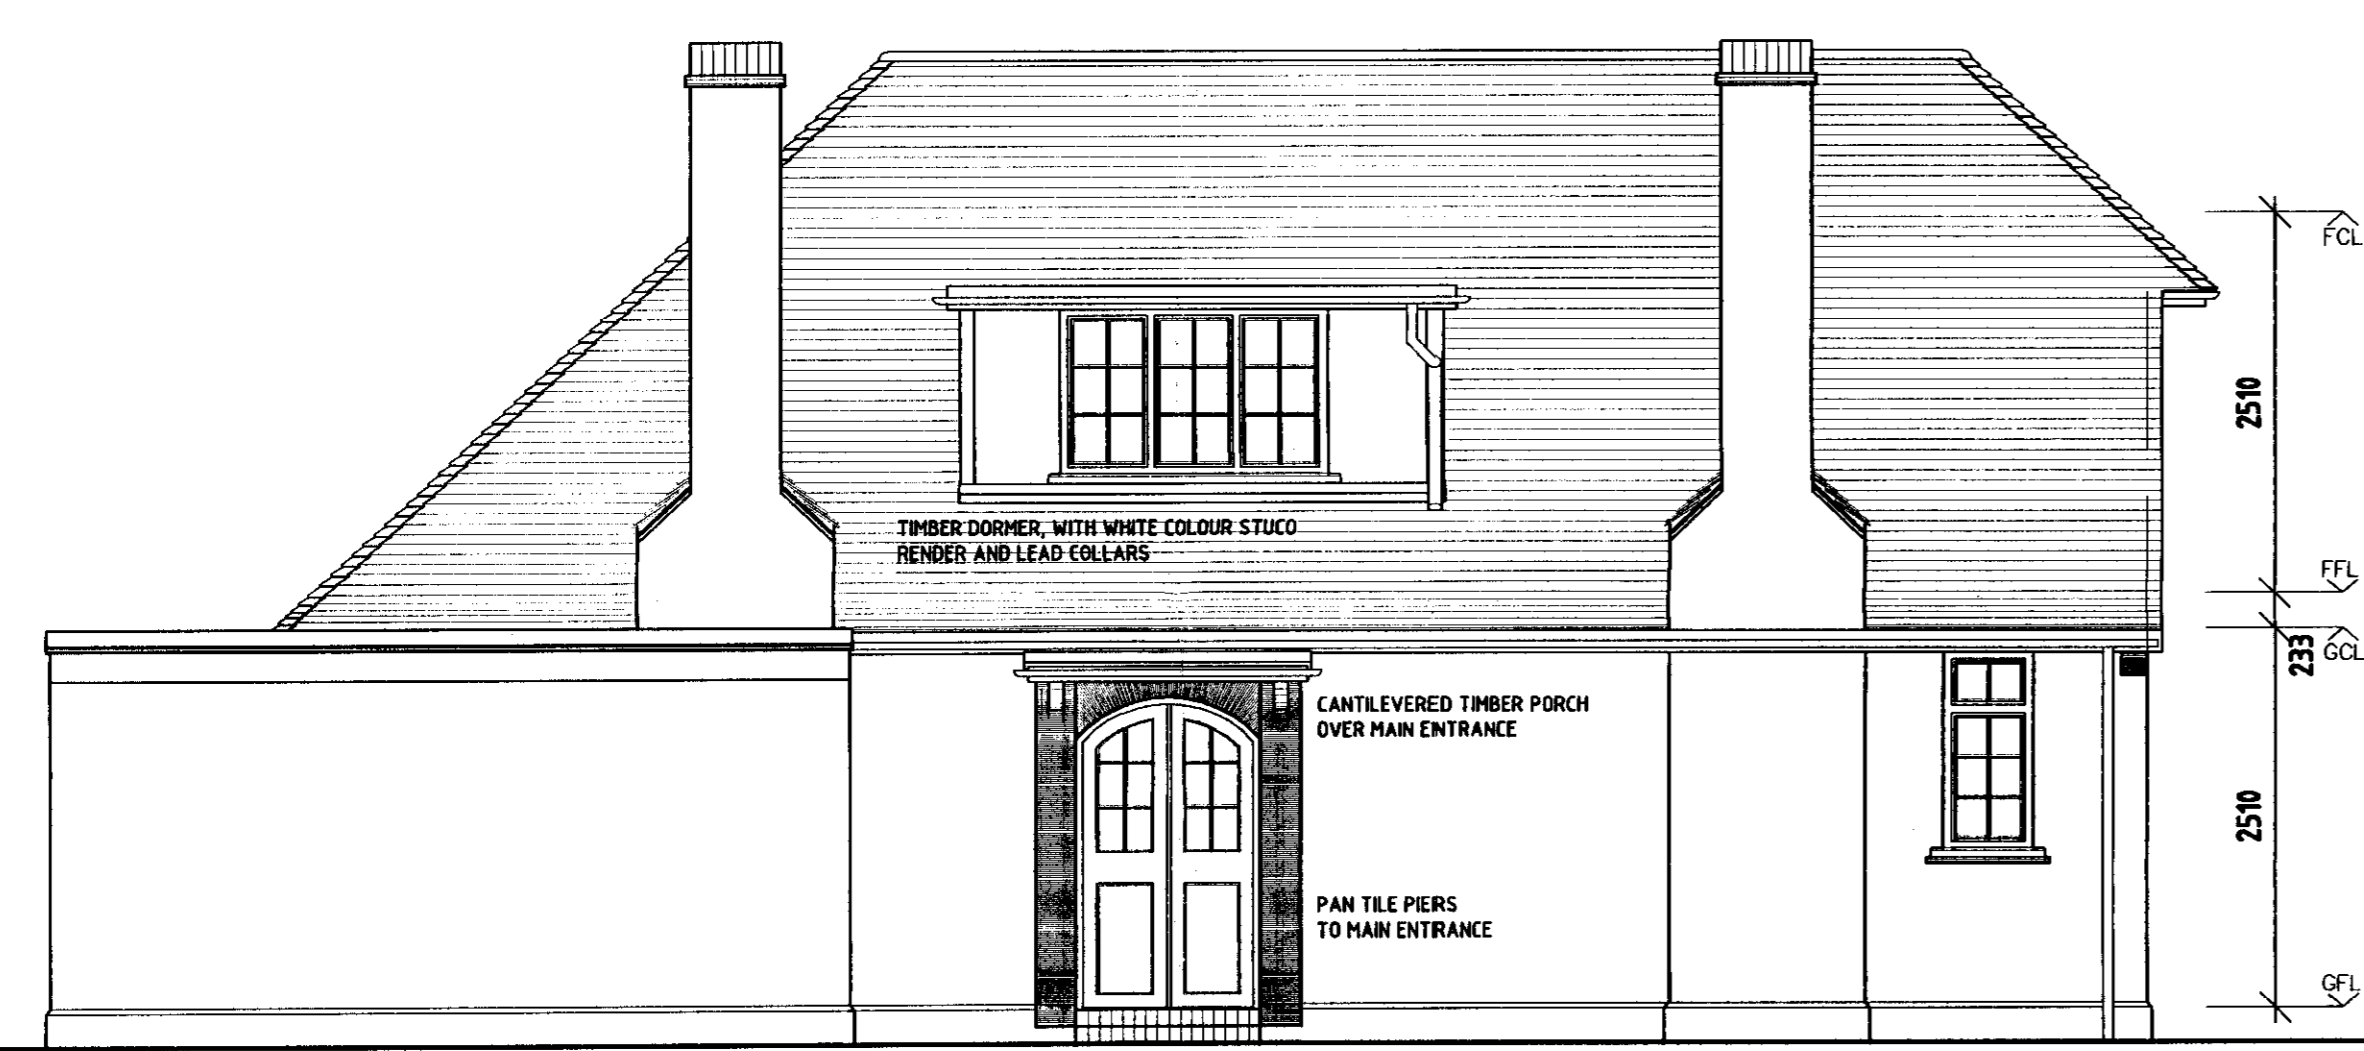 FCL
2510
TIMBER DORMER, WITH WHITE COLOUR STUCO
RENDER AND LEAD COLLARS
FFL
233
GCL
CANTILEVERED TIMBER PORCH
OVER MAIN ENTRANCE
2510
PAN TILE PIERS
TO MAIN ENTRANCE
GFL